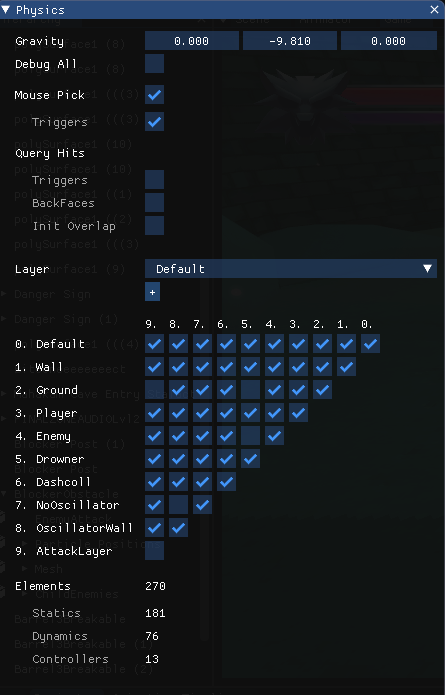 Physics
Gravity 0.000 -9.810 0.000
Debug All
Mouse Pick
Triggers
Query Hits
Triggers
BackFaces
Init Overlap
Layer Default
+
9. 8. 7. 6. 5. 4. 3. 2. 1. 0.
0. Default
1. Wall
2. Ground
3. Player
4. Enemy
5. Drowner
6. Dashcoll
7. NoOscillator
8. OscillatorWall
9. AttackLayer
Elements 270
Statics 181
Dynamics 76
Controllers 13